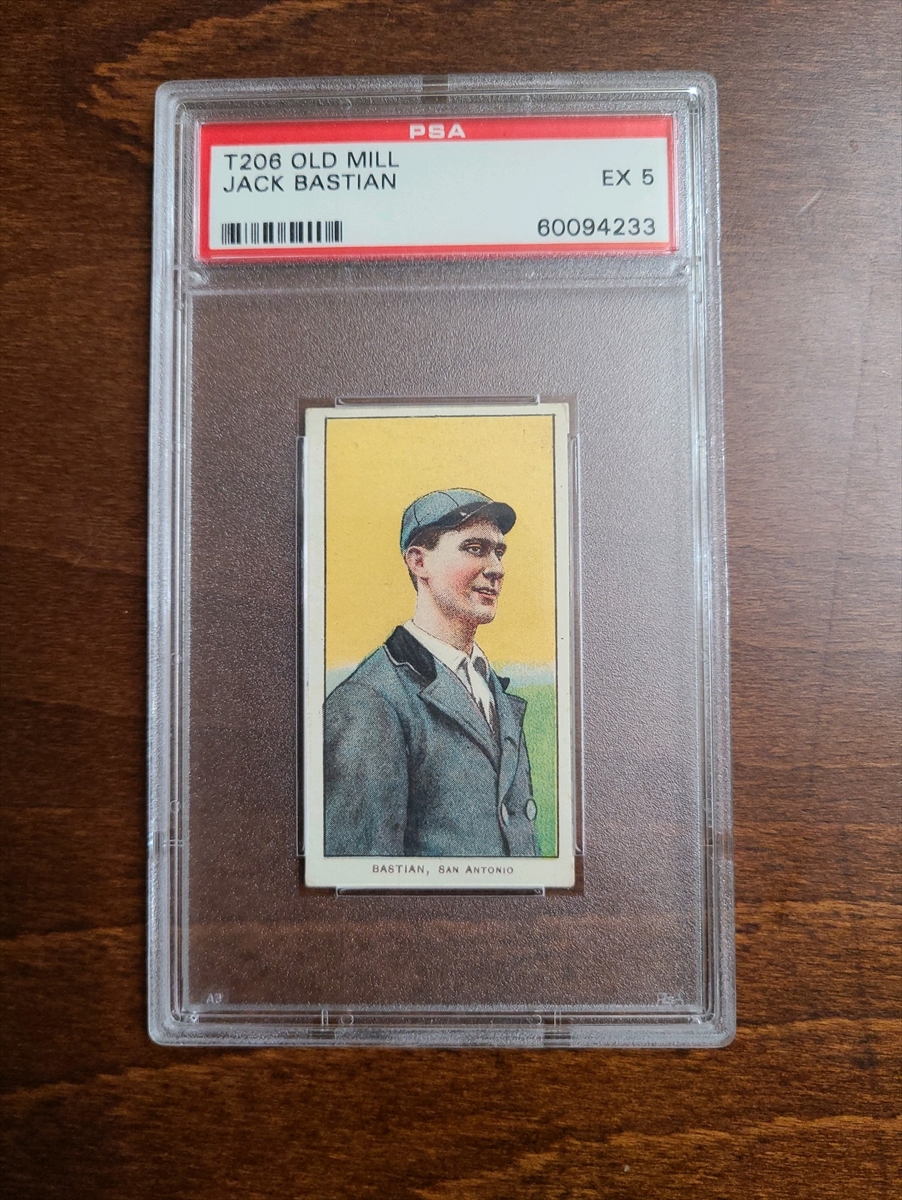 PSA
T206 OLD MILL
JACK BASTIAN
EX 5
60094233
BASTIAN, SAN ANTONIO